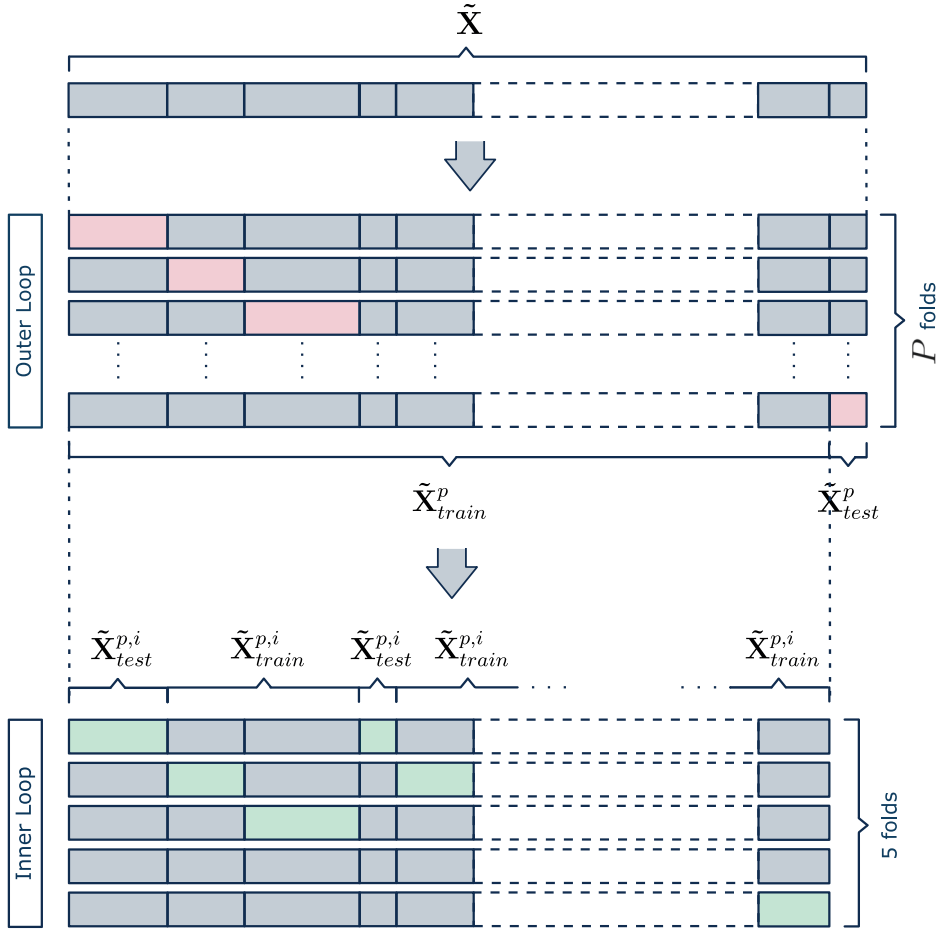 X̃
Outer Loop
P folds
X̃^p_train
X̃^p_test
X̃^{p,i}_test
X̃^{p,i}_train
X̃^{p,i}_test
X̃^{p,i}_train
X̃^{p,i}_train
Inner Loop
5 folds